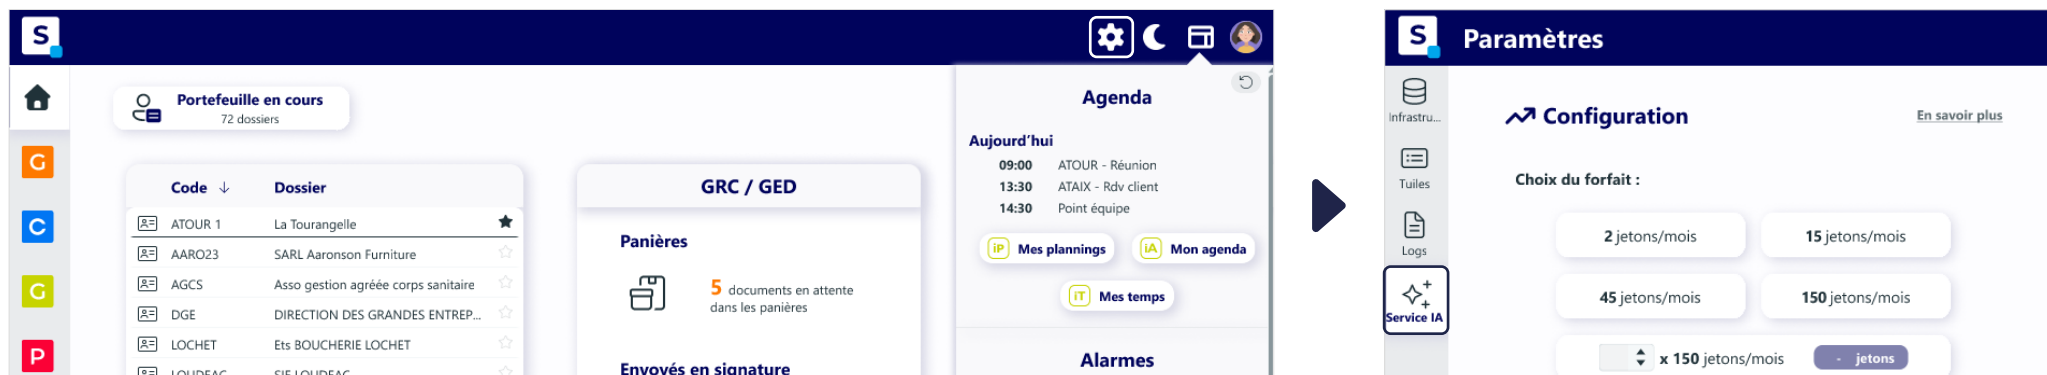 S
Portefeuille en cours
72 dossiers
G
C
G
P
Code ↓ Dossier
ATOUR 1 La Tourangelle
AARO23 SARL Aaronson Furniture
AGCS Asso gestion agréée corps sanitaire
DGE DIRECTION DES GRANDES ENTREP...
LOCHET Ets BOUCHERIE LOCHET
LOUDEAC SIE LOUDEAC
GRC / GED
Panières
5 documents en attente
dans les panières
Envoyés en signature
Agenda
Aujourd'hui
09:00 ATOUR - Réunion
13:30 ATAIX - Rdv client
14:30 Point équipe
iP Mes plannings
iA Mon agenda
iT Mes temps
Alarmes
S
Paramètres
Infrastru...
Tuiles
Logs
Service IA
Configuration
En savoir plus
Choix du forfait :
2 jetons/mois
15 jetons/mois
45 jetons/mois
150 jetons/mois
x 150 jetons/mois
- jetons